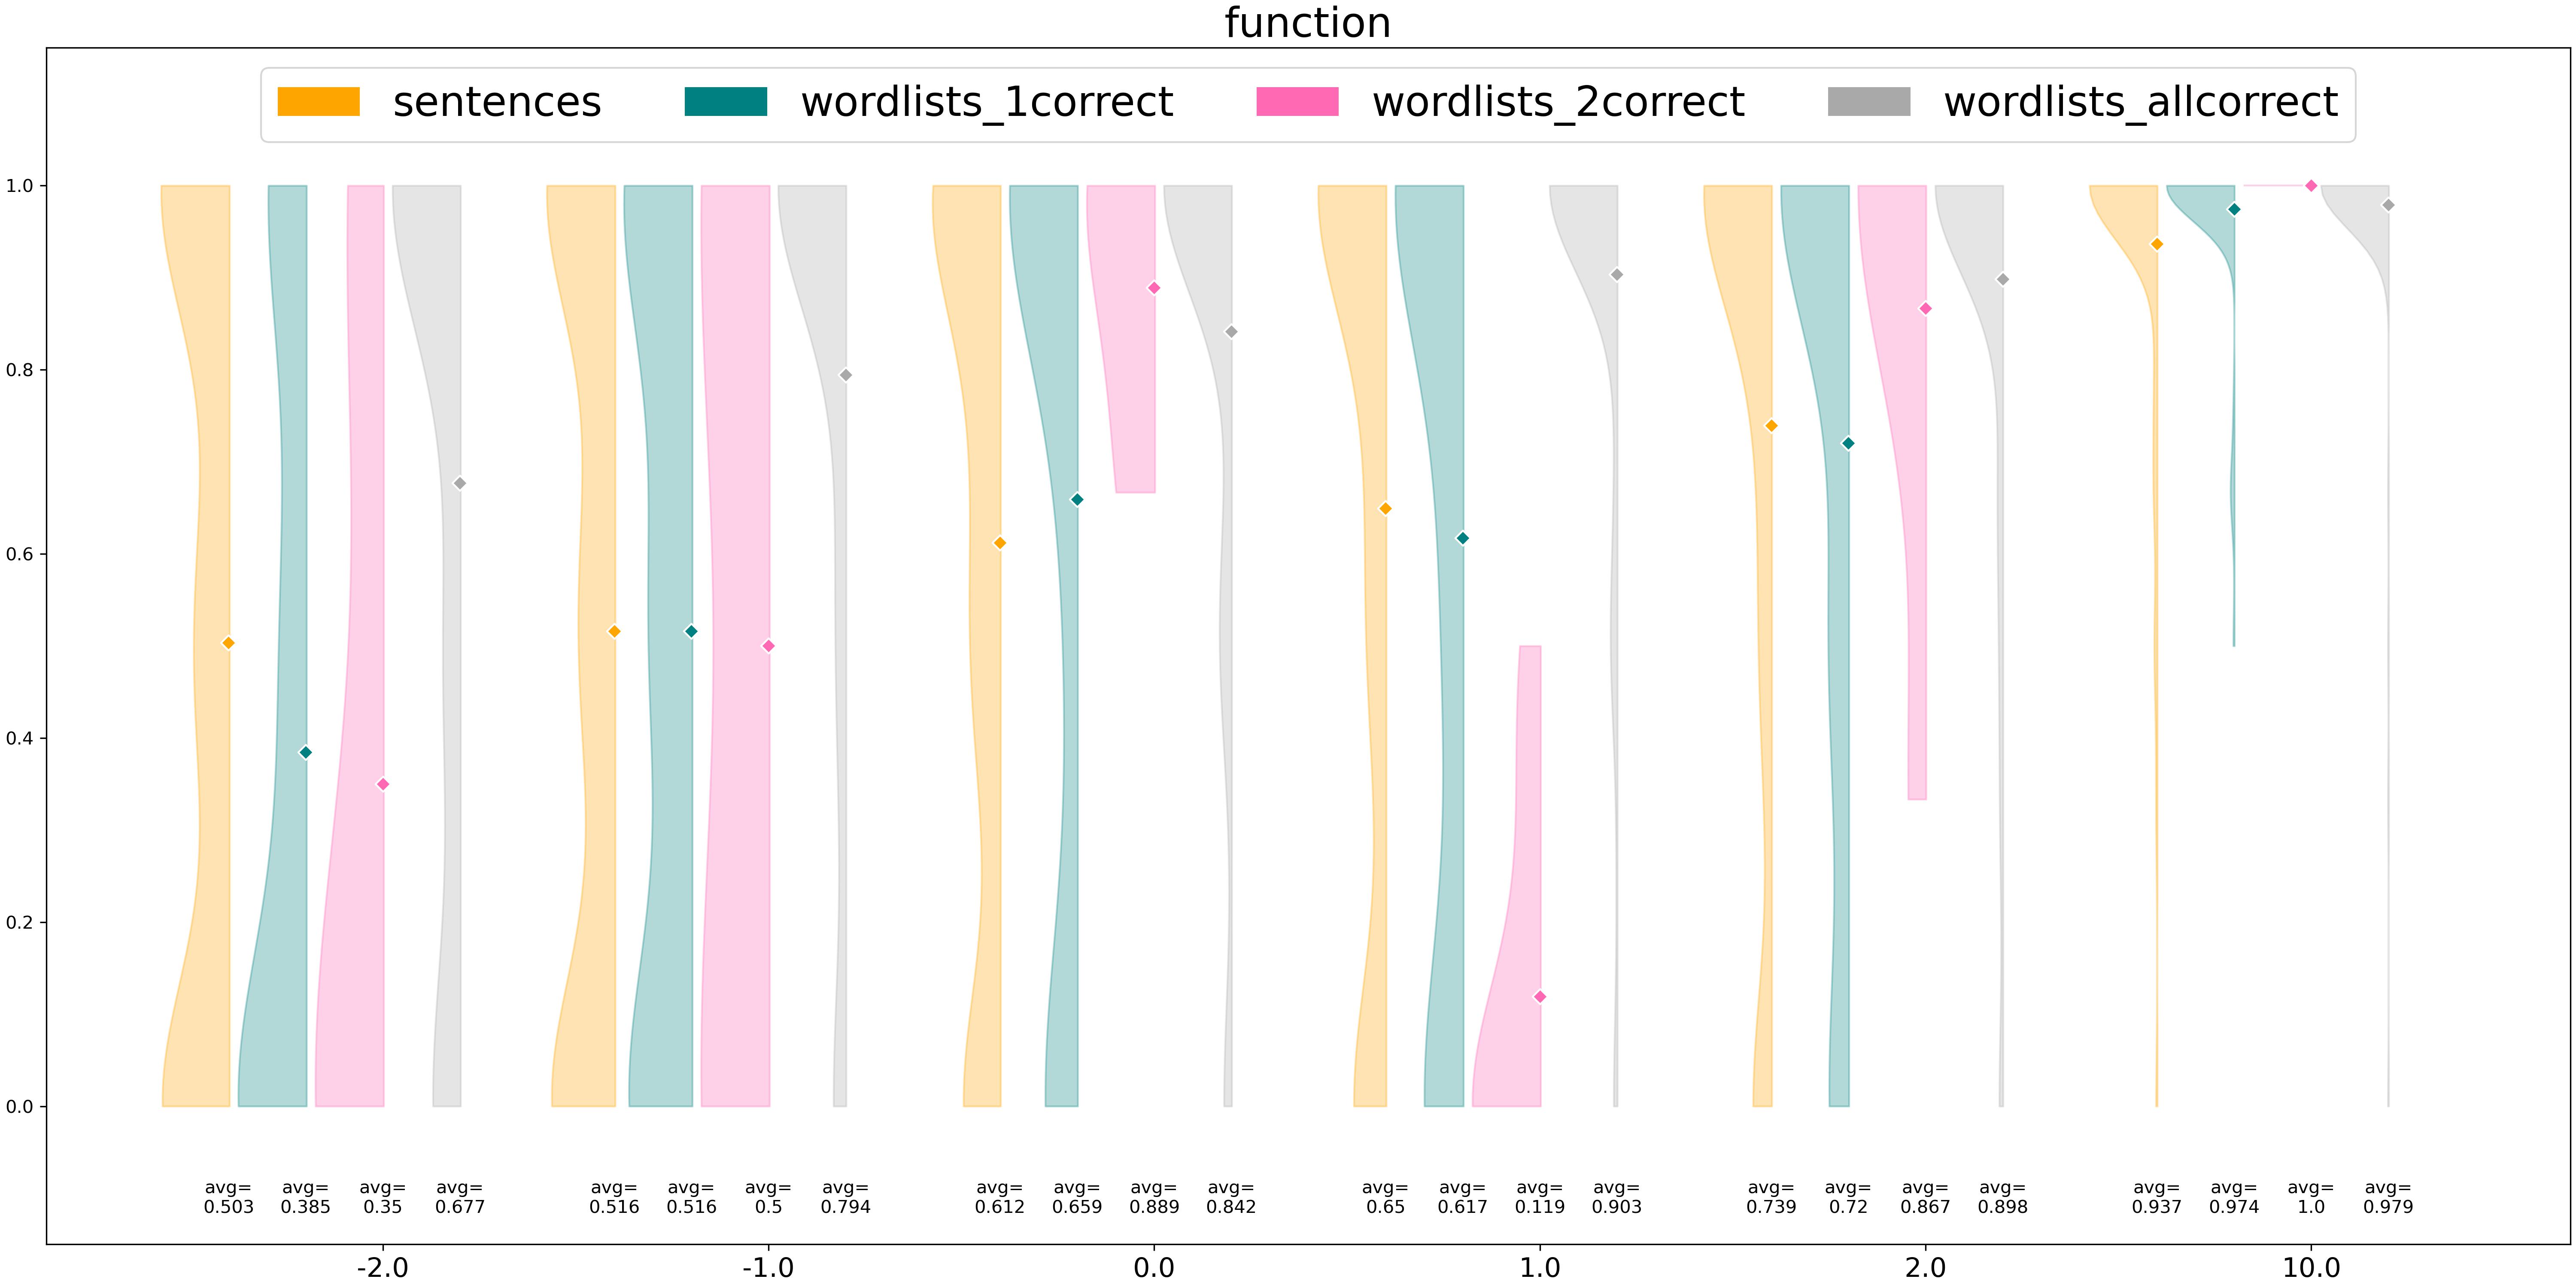 function
sentences wordlists_1correct wordlists_2correct wordlists_allcorrect
1.0
0.8
0.6
0.4
0.2
0.0
avg= avg= avg= avg= avg= avg= avg= avg= avg= avg= avg= avg= avg= avg= avg= avg= avg= avg= avg= avg= avg= avg= avg= avg=
0.503 0.385 0.35 0.677 0.516 0.516 0.5 0.794 0.612 0.659 0.889 0.842 0.65 0.617 0.119 0.903 0.739 0.72 0.867 0.898 0.937 0.974 1.0 0.979
-2.0 -1.0 0.0 1.0 2.0 10.0